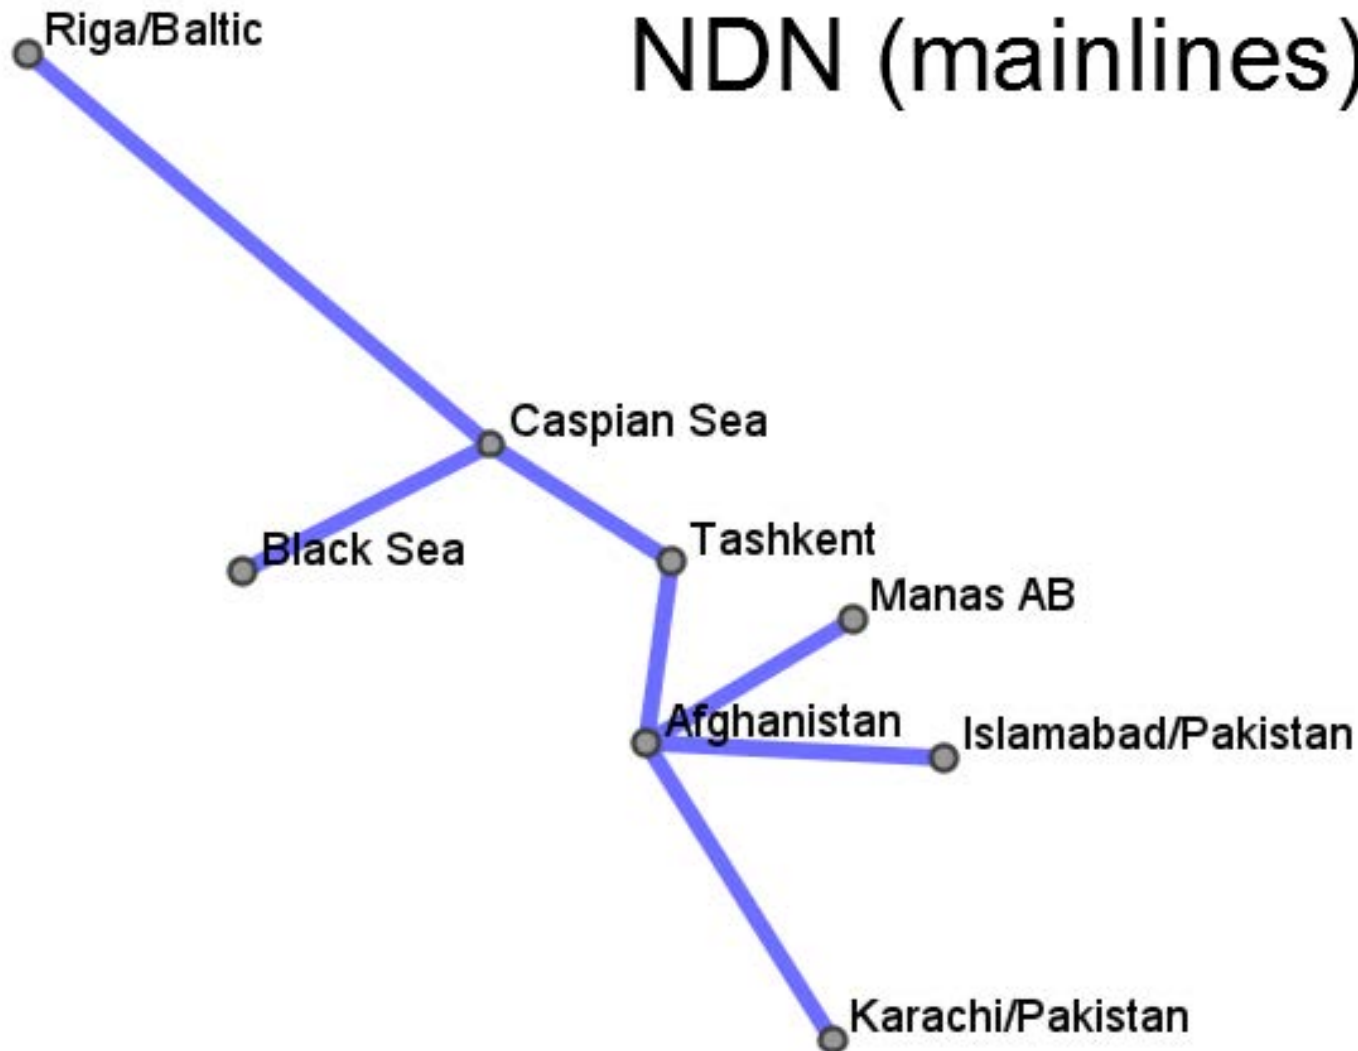 Riga/Baltic
NDN (mainlines)
Caspian Sea
Tashkent
Black Sea
Manas AB
Afghanistan
Islamabad/Pakistan
Karachi/Pakistan